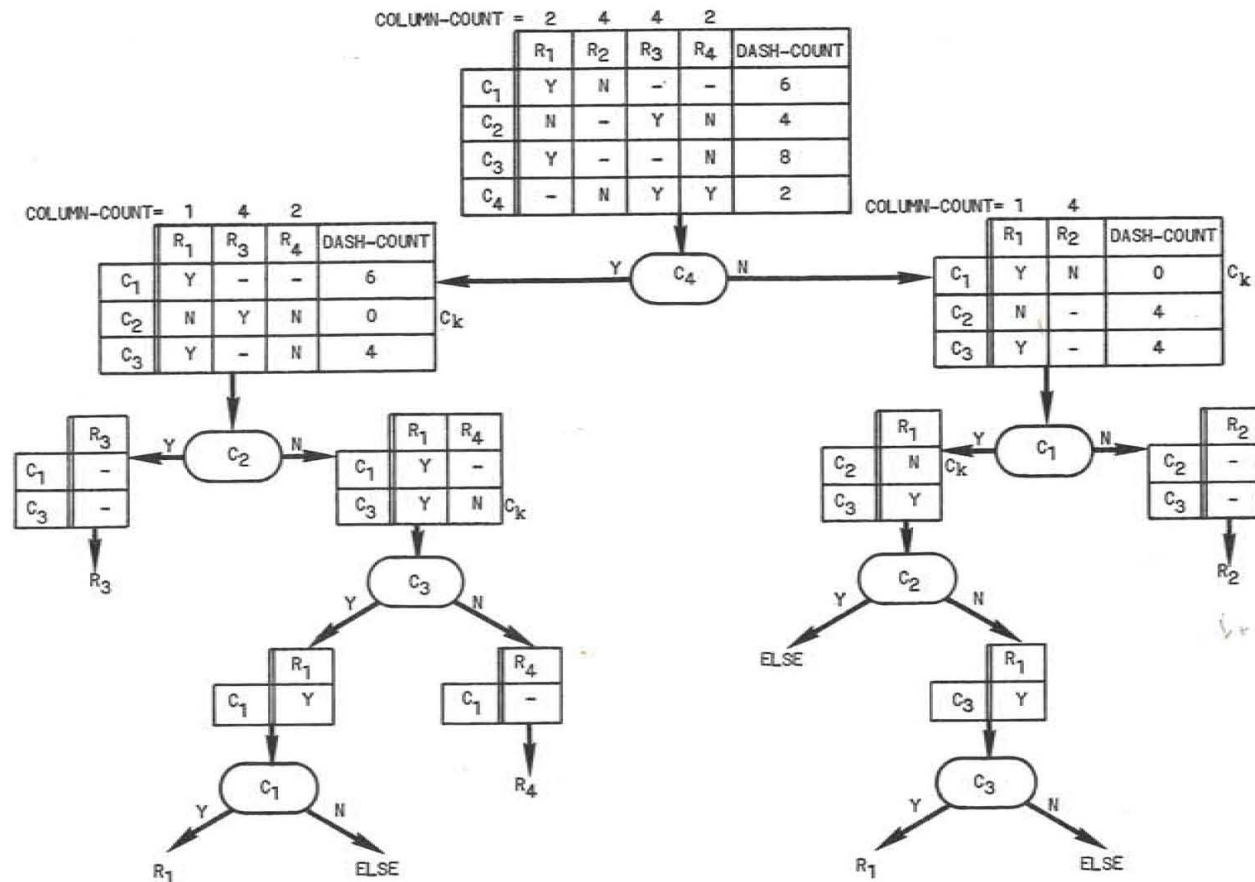 COLUMN-COUNT = 2 4 4 2
R1 R2 R3 R4 DASH-COUNT
C1 Y N - - 6
C2 N - Y N 4
C3 Y - - N 8
C4 - N Y Y 2
COLUMN-COUNT= 1 4 2
R1 R3 R4 DASH-COUNT
C1 Y - - 6
C2 N Y N 0 Ck
C3 Y - N 4
Y C4 N
COLUMN-COUNT= 1 4
R1 R2 DASH-COUNT
C1 Y N 0 Ck
C2 N - 4
C3 Y - 4
R3
C1 -
C3 -
R3
Y C2 N
R1 R4
C1 Y -
C3 Y N Ck
C3
Y N
R1
C1 Y
R4
C1 -
R4
C1
Y N
R1 ELSE
R1
C2 N Ck
C3 Y
Y C1 N
R2
C2 -
C3 -
R2
C2
Y N
ELSE
R1
C3 Y
C3
Y N
R1 ELSE